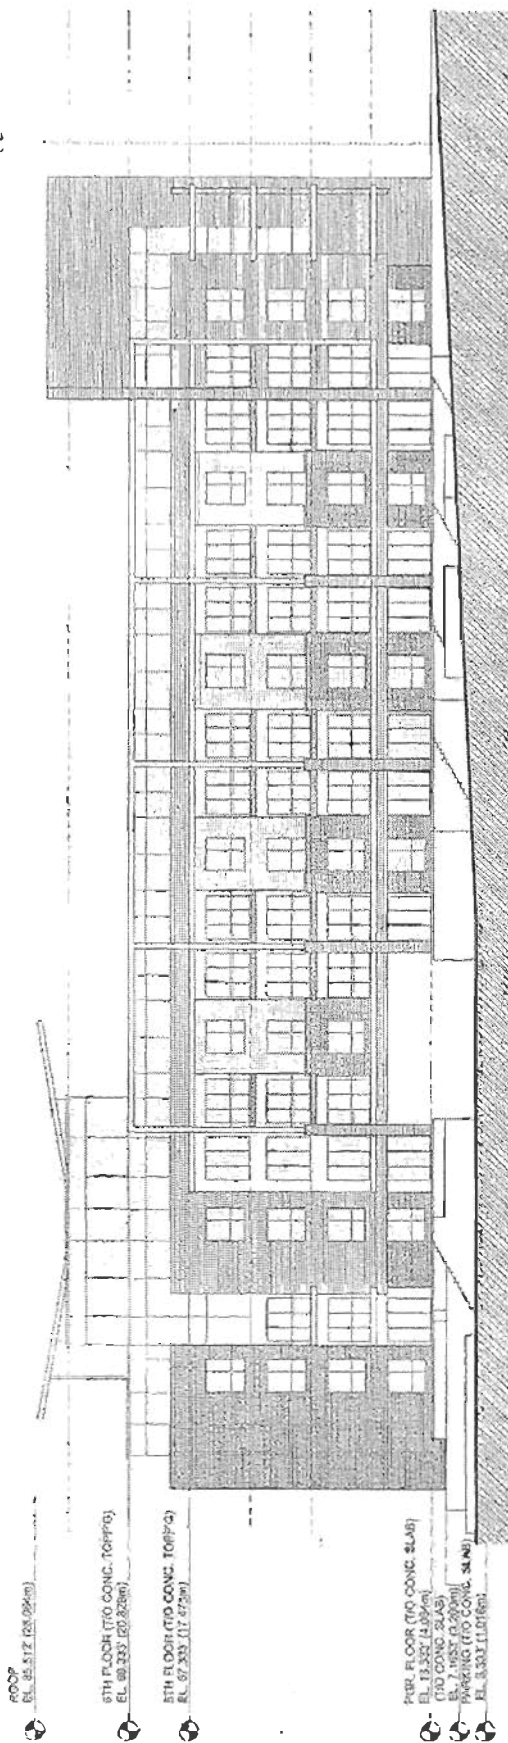 ROOF
EL. 85.512' (26.064m)
6TH FLOOR (T/O CONC. TOPP'G)
EL. 68.333' (20.828m)
5TH FLOOR (T/O CONC. TOPP'G)
EL. 57.333' (17.475m)
FLOOR (T/O CONC. SLAB)
EL. 13.333' (4.064m)
(T/O CONC. SLAB)
EL.
PARKING (T/O CONC. SLAB)
EL. 3.333' (1.016m)